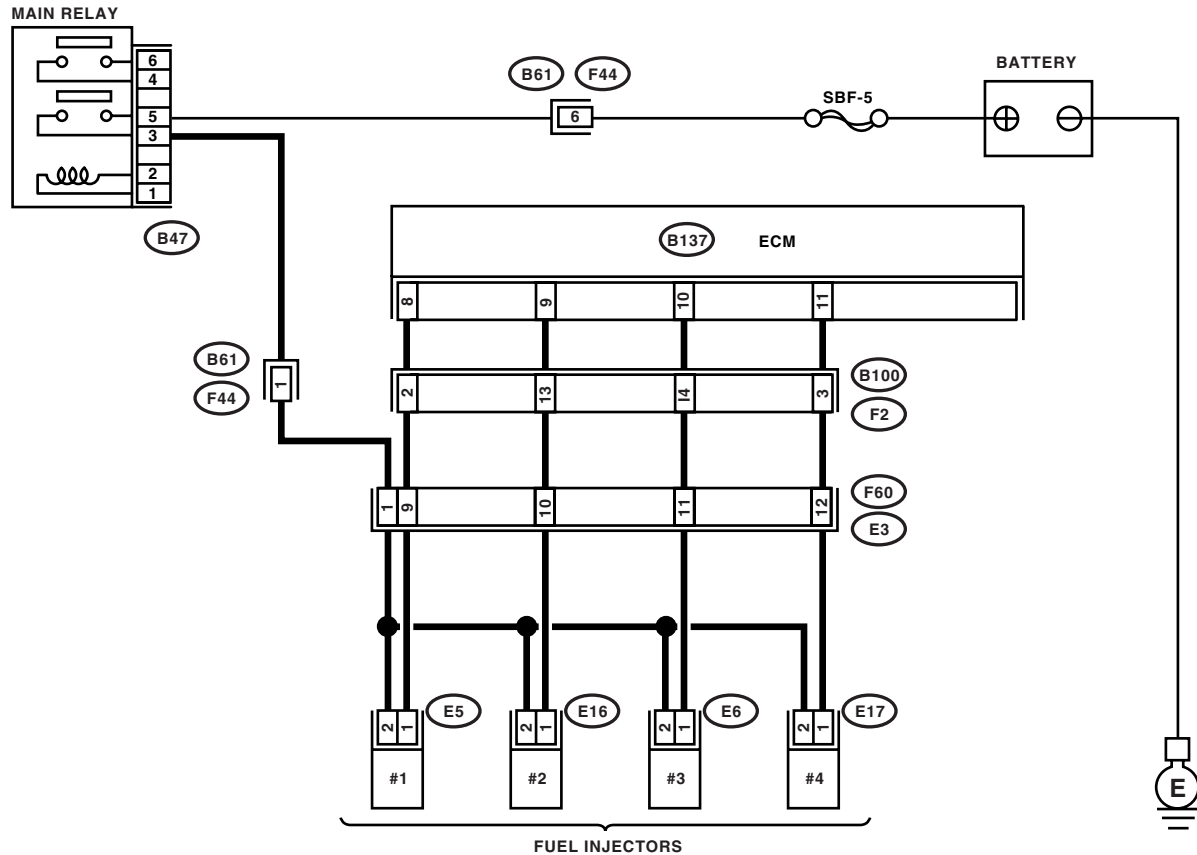 MAIN RELAY
6
4
5
3
2
1
B47
B61 F44
6
SBF-5
BATTERY
B137 ECM
8 9 10 11
B61
F44
1
2 13 I4 3
B100
F2
1 9 10 11 12
F60
E3
2 1 E5
2 1 E16
2 1 E6
2 1 E17
#1 #2 #3 #4
E
FUEL INJECTORS